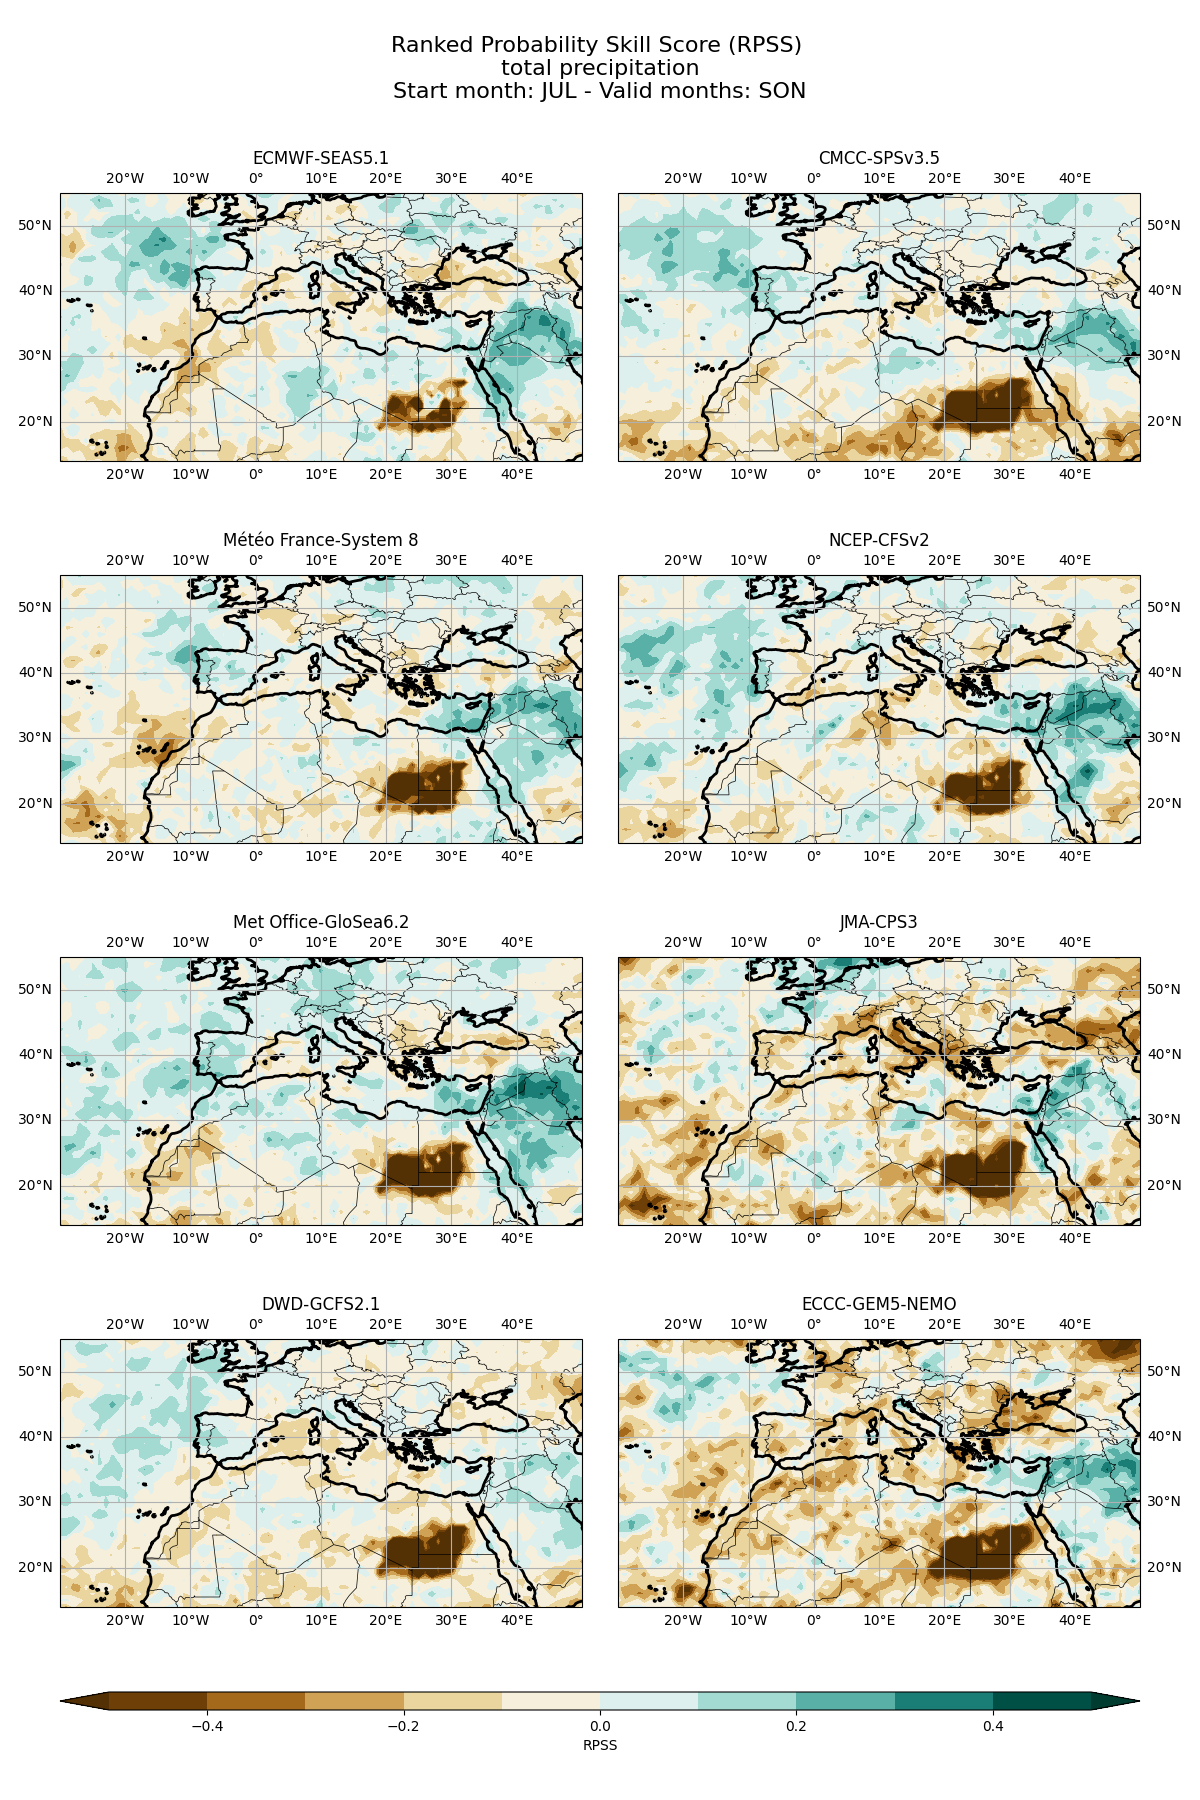 Ranked Probability Skill Score (RPSS)
total precipitation
Start month: JUL - Valid months: SON
ECMWF-SEAS5.1
20°W 10°W 0° 10°E 20°E 30°E 40°E
50°N
40°N
30°N
20°N
20°W 10°W 0° 10°E 20°E 30°E 40°E
CMCC-SPSv3.5
20°W 10°W 0° 10°E 20°E 30°E 40°E
50°N
40°N
30°N
20°N
20°W 10°W 0° 10°E 20°E 30°E 40°E
Météo France-System 8
20°W 10°W 0° 10°E 20°E 30°E 40°E
50°N
40°N
30°N
20°N
20°W 10°W 0° 10°E 20°E 30°E 40°E
NCEP-CFSv2
20°W 10°W 0° 10°E 20°E 30°E 40°E
50°N
40°N
30°N
20°N
20°W 10°W 0° 10°E 20°E 30°E 40°E
Met Office-GloSea6.2
20°W 10°W 0° 10°E 20°E 30°E 40°E
50°N
40°N
30°N
20°N
20°W 10°W 0° 10°E 20°E 30°E 40°E
JMA-CPS3
20°W 10°W 0° 10°E 20°E 30°E 40°E
50°N
40°N
30°N
20°N
20°W 10°W 0° 10°E 20°E 30°E 40°E
DWD-GCFS2.1
20°W 10°W 0° 10°E 20°E 30°E 40°E
50°N
40°N
30°N
20°N
20°W 10°W 0° 10°E 20°E 30°E 40°E
ECCC-GEM5-NEMO
20°W 10°W 0° 10°E 20°E 30°E 40°E
50°N
40°N
30°N
20°N
20°W 10°W 0° 10°E 20°E 30°E 40°E
−0.4 −0.2 0.0 0.2 0.4
RPSS